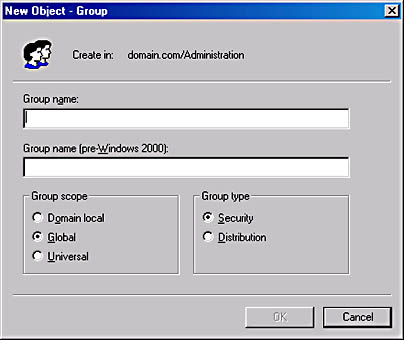 New Object - Group
Create in: domain.com/Administration
Group name:
Group name (pre-Windows 2000):
Group scope
Domain local
Global
Universal
Group type
Security
Distribution
OK Cancel